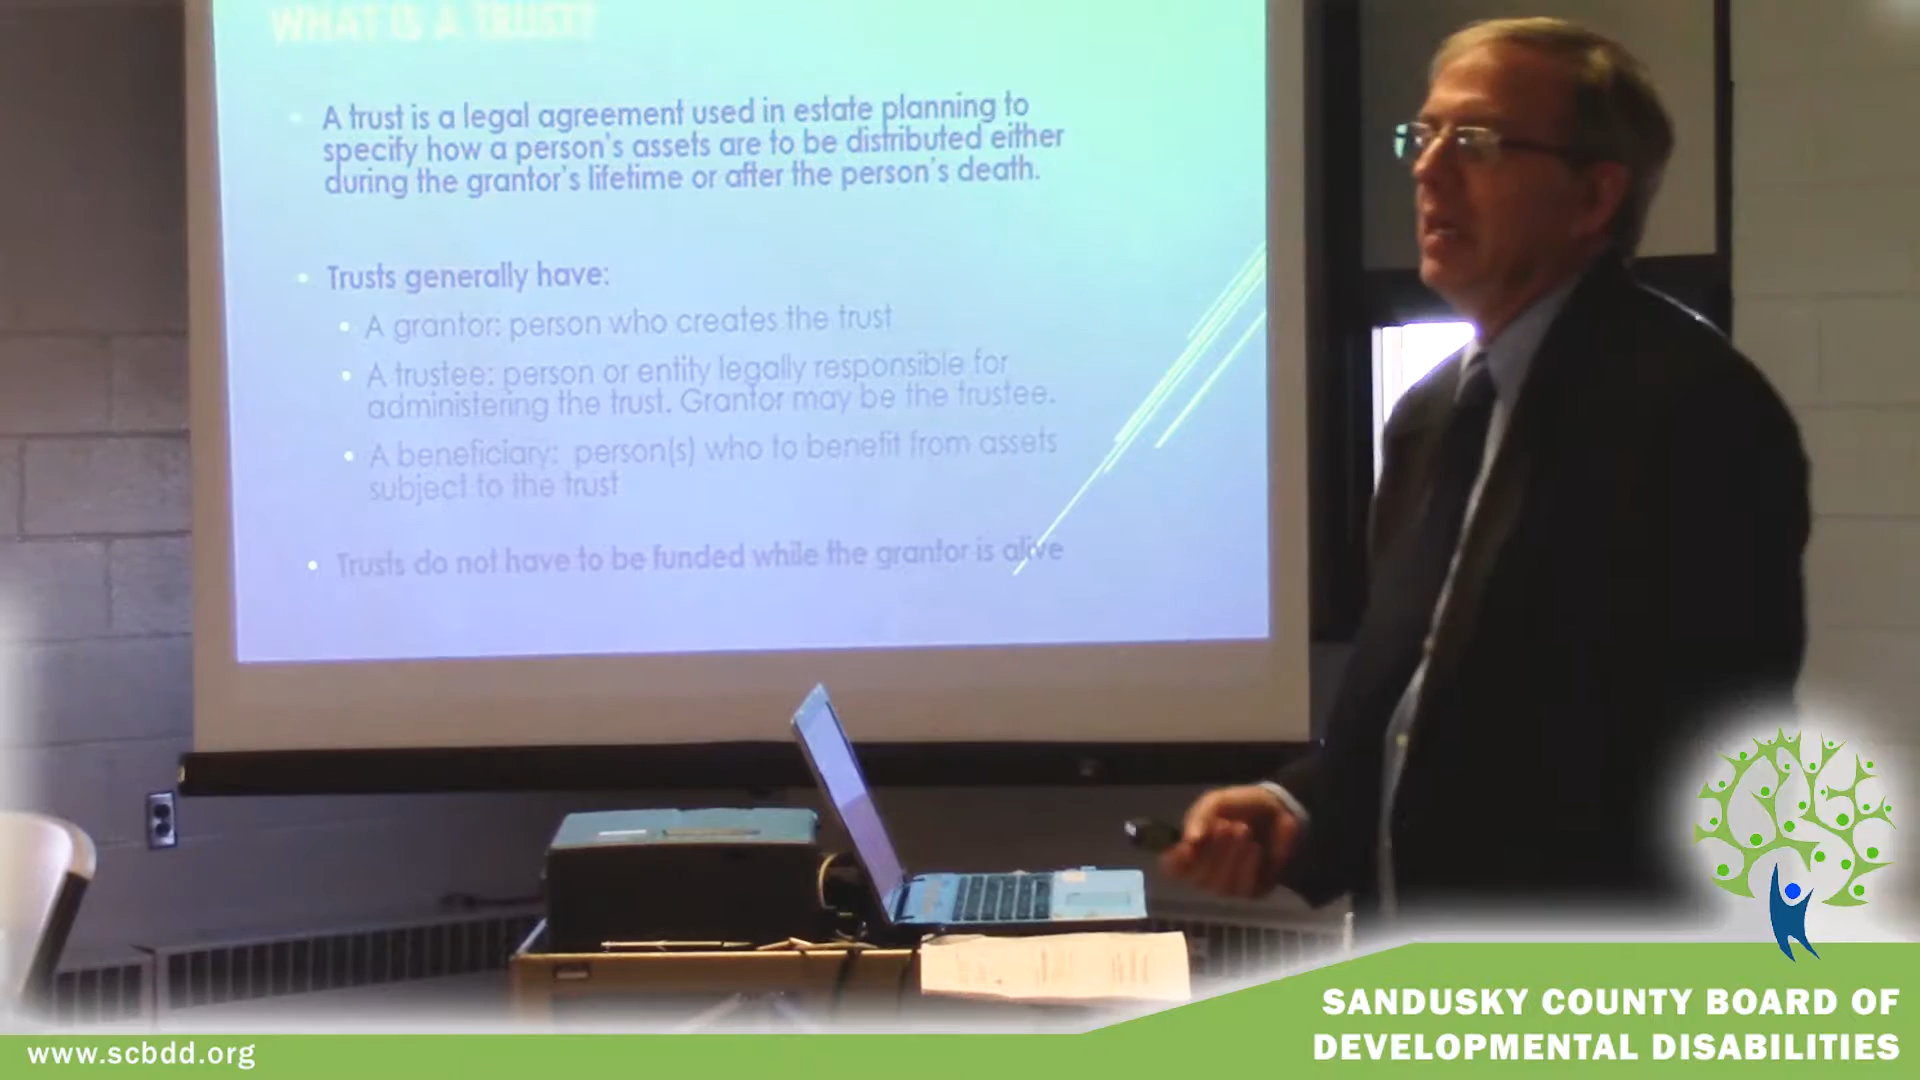 WHAT IS A TRUST?
A trust is a legal agreement used in estate planning to
specify how a person's assets are to be distributed either
during the grantor's lifetime or after the person's death.
Trusts generally have:
A grantor: person who creates the trust
A trustee: person or entity legally responsible for
administering the trust. Grantor may be the trustee.
A beneficiary: person(s) who to benefit from assets
subject to the trust
Trusts do not have to be funded while the grantor is alive
SANDUSKY COUNTY BOARD OF
DEVELOPMENTAL DISABILITIES
www.scbdd.org